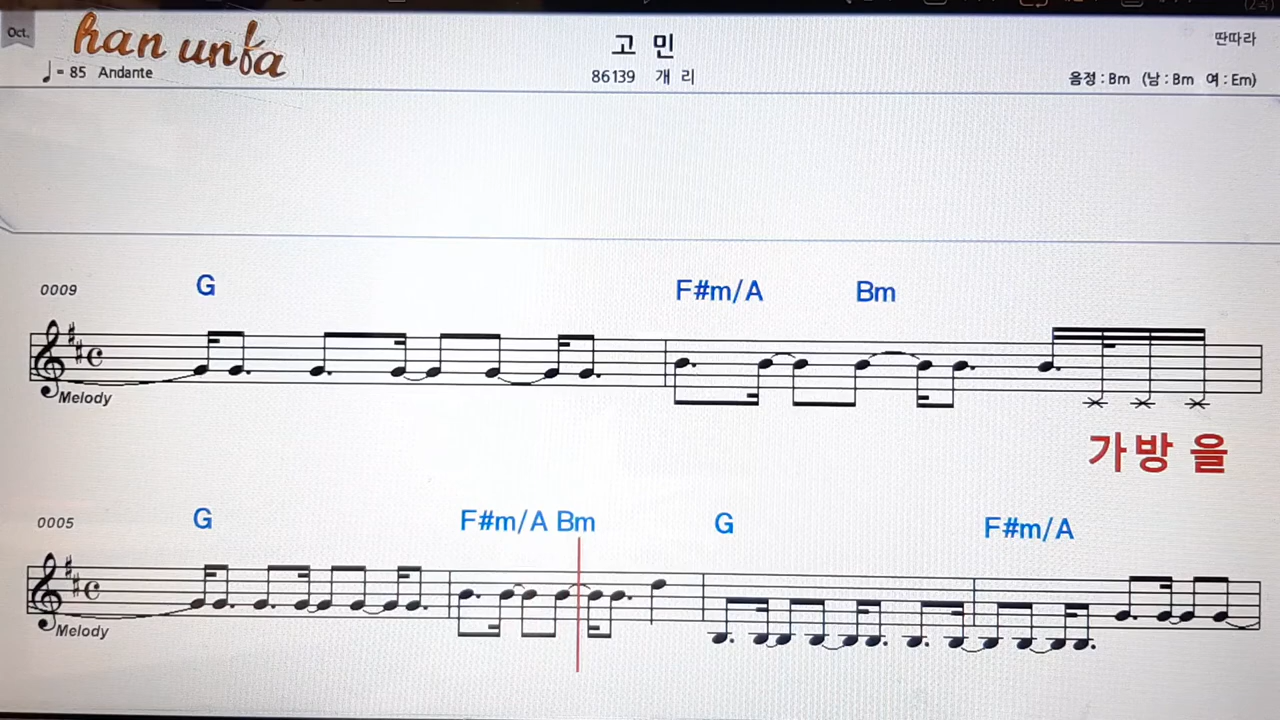 Oct.
han unfa
고 민
딴따라
♩= 85 Andante
86139 개 리
음정 : Bm (남 : Bm 여 : Em)
0009
G
F#m/A
Bm
Melody
가방 을
0005
G
F#m/A Bm
G
F#m/A
Melody